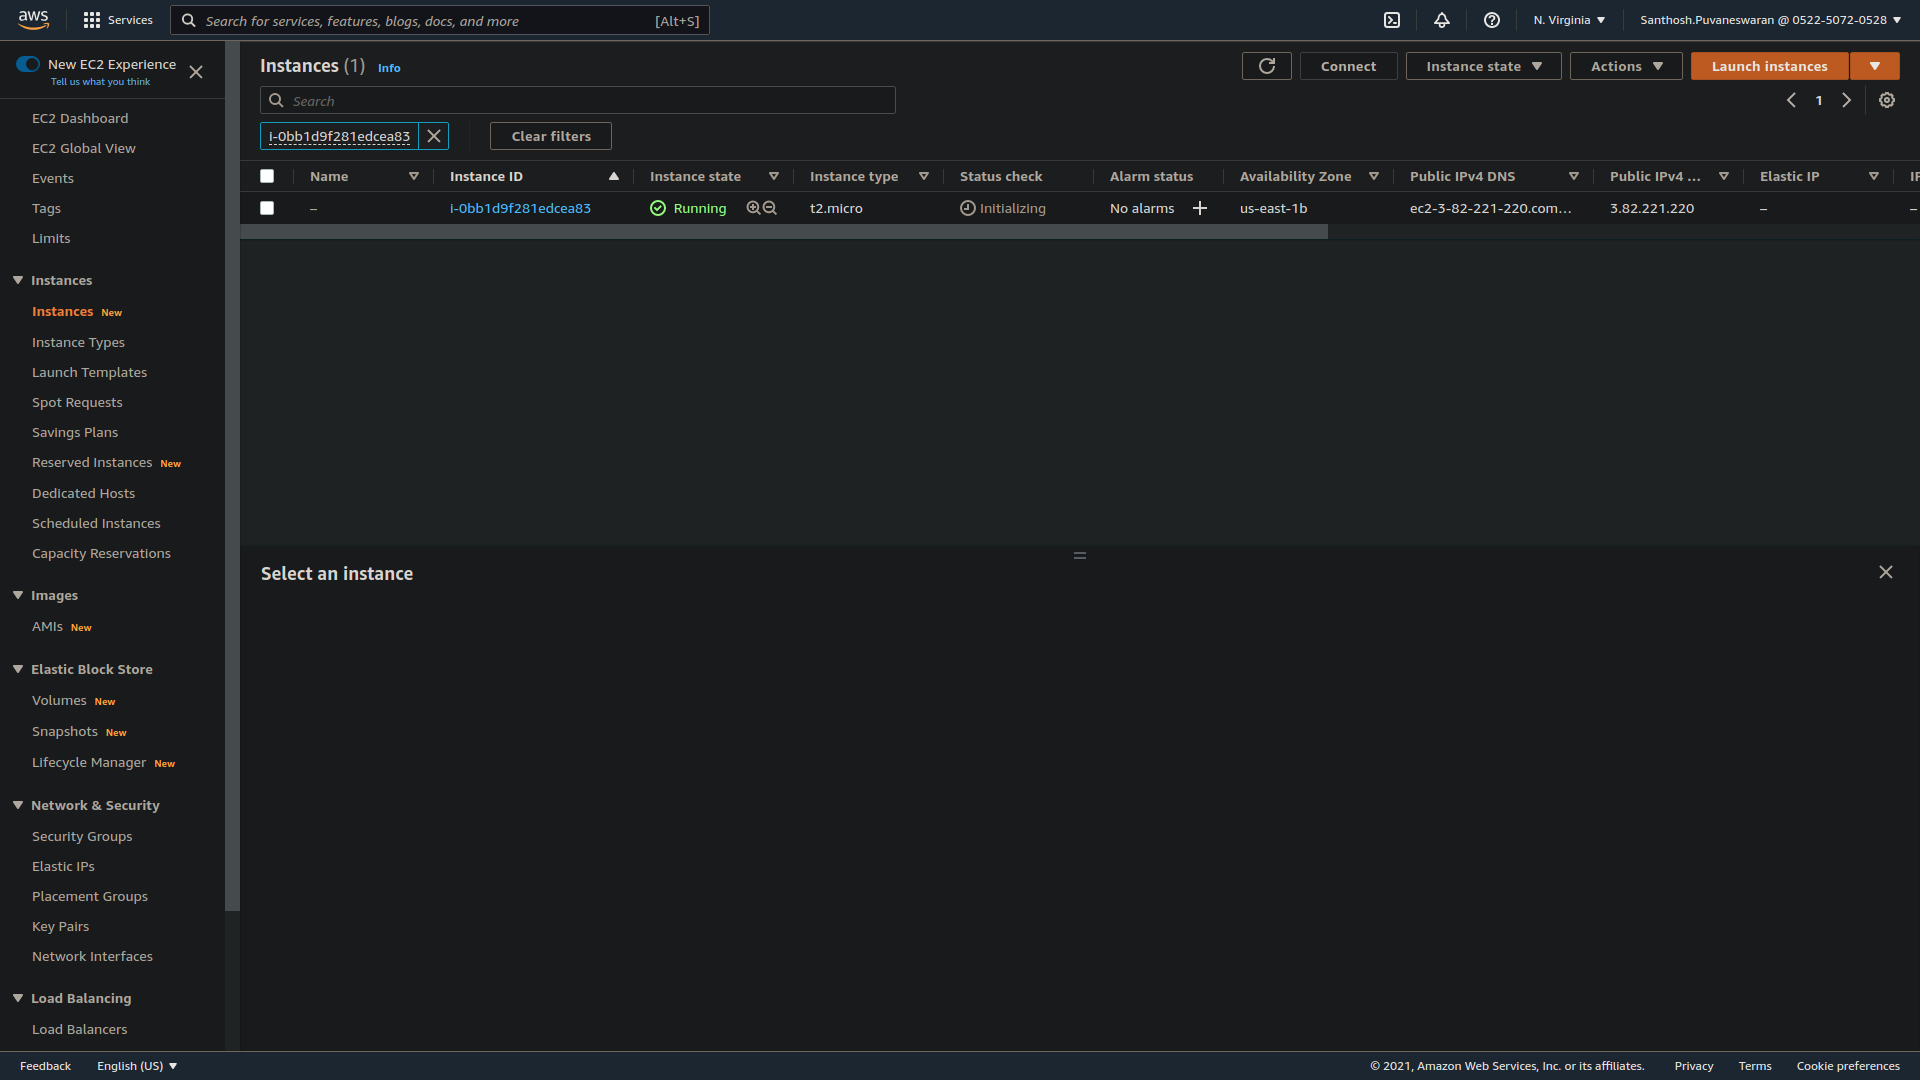 aws Services Search for services, features, blogs, docs, and more [Alt+S] N. Virginia Santhosh.Puvaneswaran @ 0522-5072-0528
New EC2 Experience
Tell us what you think
EC2 Dashboard
EC2 Global View
Events
Tags
Limits
Instances
Instances New
Instance Types
Launch Templates
Spot Requests
Savings Plans
Reserved Instances New
Dedicated Hosts
Scheduled Instances
Capacity Reservations
Images
AMIs New
Elastic Block Store
Volumes New
Snapshots New
Lifecycle Manager New
Network & Security
Security Groups
Elastic IPs
Placement Groups
Key Pairs
Network Interfaces
Load Balancing
Load Balancers
Instances (1) Info Connect Instance state Actions Launch instances
Search 1
i-0bb1d9f281edcea83 Clear filters
Name Instance ID Instance state Instance type Status check Alarm status Availability Zone Public IPv4 DNS Public IPv4 ... Elastic IP IP
– i-0bb1d9f281edcea83 Running t2.micro Initializing No alarms us-east-1b ec2-3-82-221-220.com... 3.82.221.220 – –
Select an instance
Feedback English (US) © 2021, Amazon Web Services, Inc. or its affiliates. Privacy Terms Cookie preferences